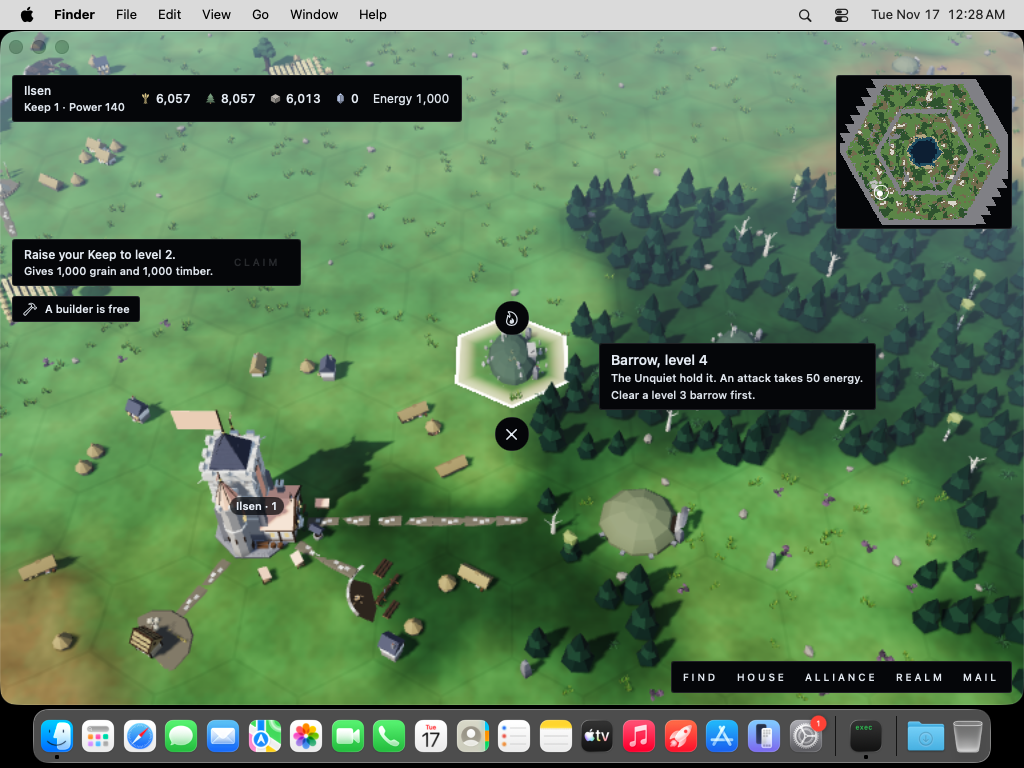 Finder File Edit View Go Window Help
Tue Nov 17 12:28 AM
Ilsen
Keep 1 · Power 140
6,057 8,057 6,013 0 Energy 1,000
Raise your Keep to level 2.
Gives 1,000 grain and 1,000 timber.
CLAIM
A builder is free
Barrow, level 4
The Unquiet hold it. An attack takes 50 energy.
Clear a level 3 barrow first.
Ilsen · 1
FIND HOUSE ALLIANCE REALM MAIL
Tue
17
tv
1
exec